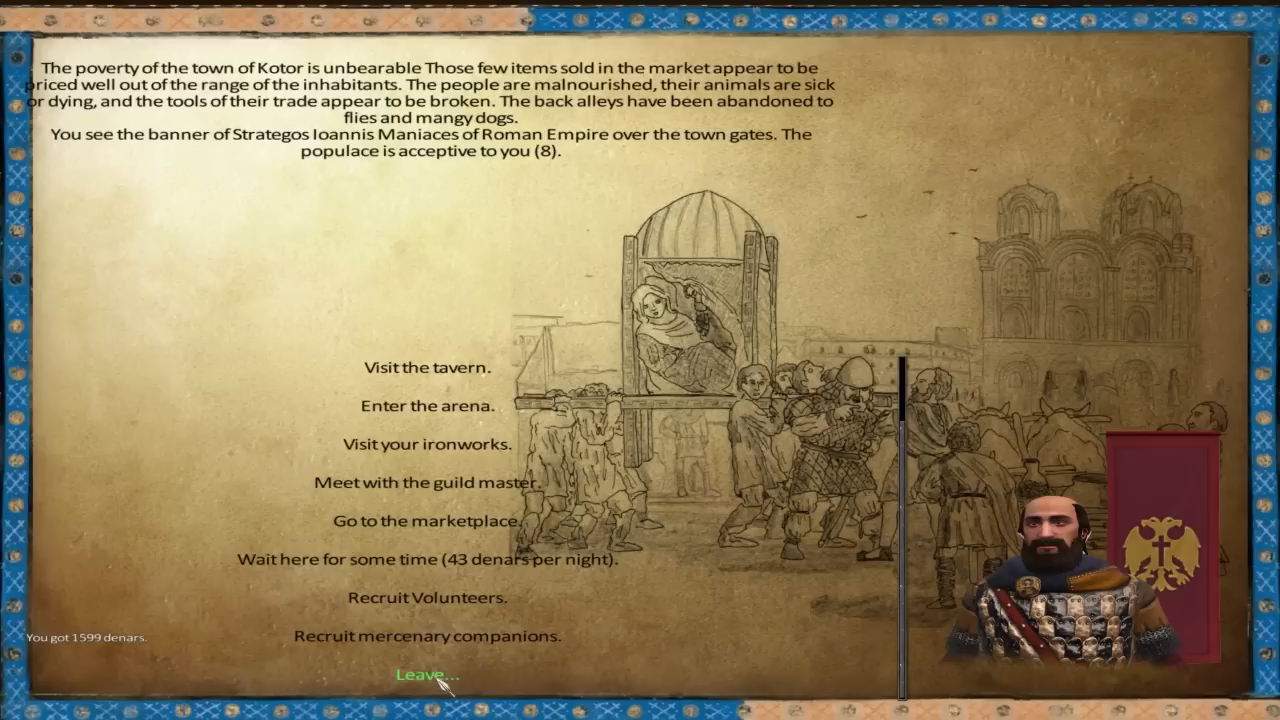 The poverty of the town of Kotor is unbearable Those few items sold in the market appear to be
priced well out of the range of the inhabitants. The people are malnourished, their animals are sick
or dying, and the tools of their trade appear to be broken. The back alleys have been abandoned to
flies and mangy dogs.
You see the banner of Strategos Ioannis Maniaces of Roman Empire over the town gates. The
populace is acceptive to you (8).
Visit the tavern.
Enter the arena.
Visit your ironworks.
Meet with the guild master.
Go to the marketplace.
Wait here for some time (43 denars per night).
Recruit Volunteers.
Recruit mercenary companions.
You got 1599 denars.
Leave...